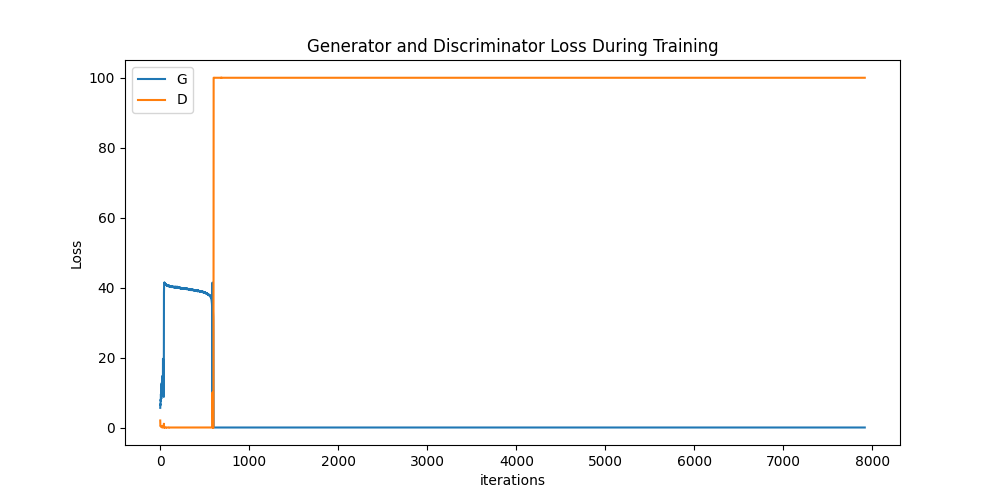 Generator and Discriminator Loss During Training
G
D
100
80
60
40
20
0
Loss
0 1000 2000 3000 4000 5000 6000 7000 8000
iterations